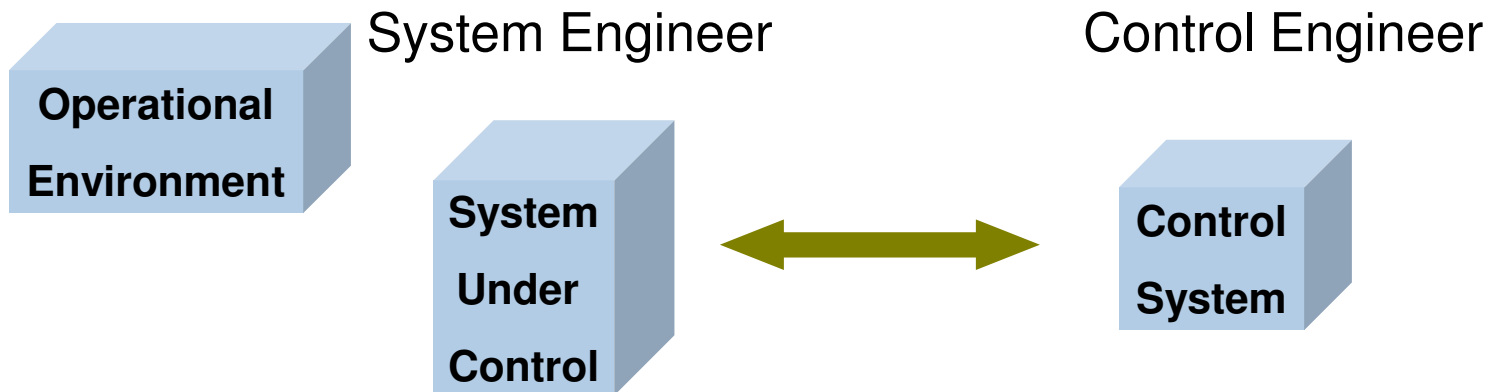 System Engineer
Control Engineer
Operational
Environment
System
Under
Control
Control
System